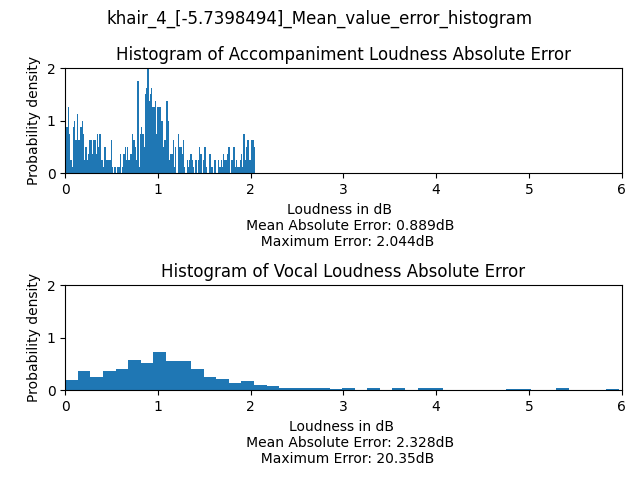 khair_4_[-5.7398494]_Mean_value_error_histogram
Histogram of Accompaniment Loudness Absolute Error
Probability density
2
1
0
0 1 2 3 4 5 6
Loudness in dB
Mean Absolute Error: 0.889dB
Maximum Error: 2.044dB
Histogram of Vocal Loudness Absolute Error
Probability density
2
1
0
0 1 2 3 4 5 6
Loudness in dB
Mean Absolute Error: 2.328dB
Maximum Error: 20.35dB